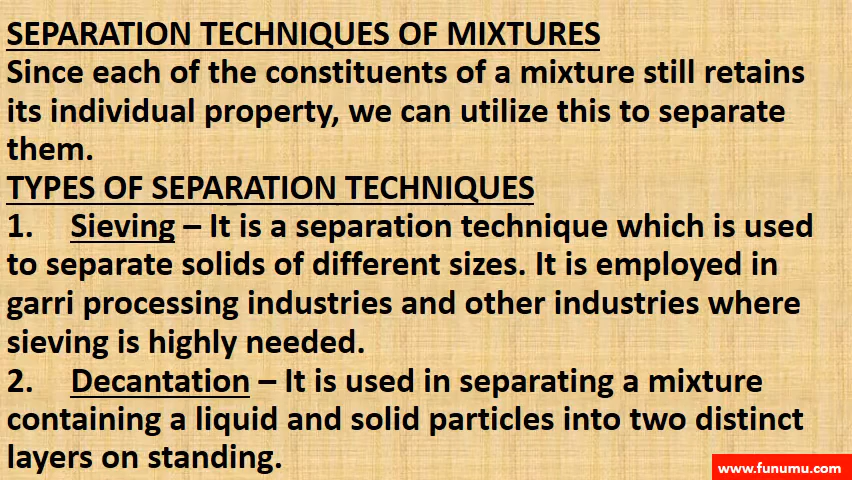 SEPARATION TECHNIQUES OF MIXTURES
Since each of the constituents of a mixture still retains
its individual property, we can utilize this to separate
them.
TYPES OF SEPARATION TECHNIQUES
1. Sieving – It is a separation technique which is used
to separate solids of different sizes. It is employed in
garri processing industries and other industries where
sieving is highly needed.
2. Decantation – It is used in separating a mixture
containing a liquid and solid particles into two distinct
layers on standing.
www.funumu.com